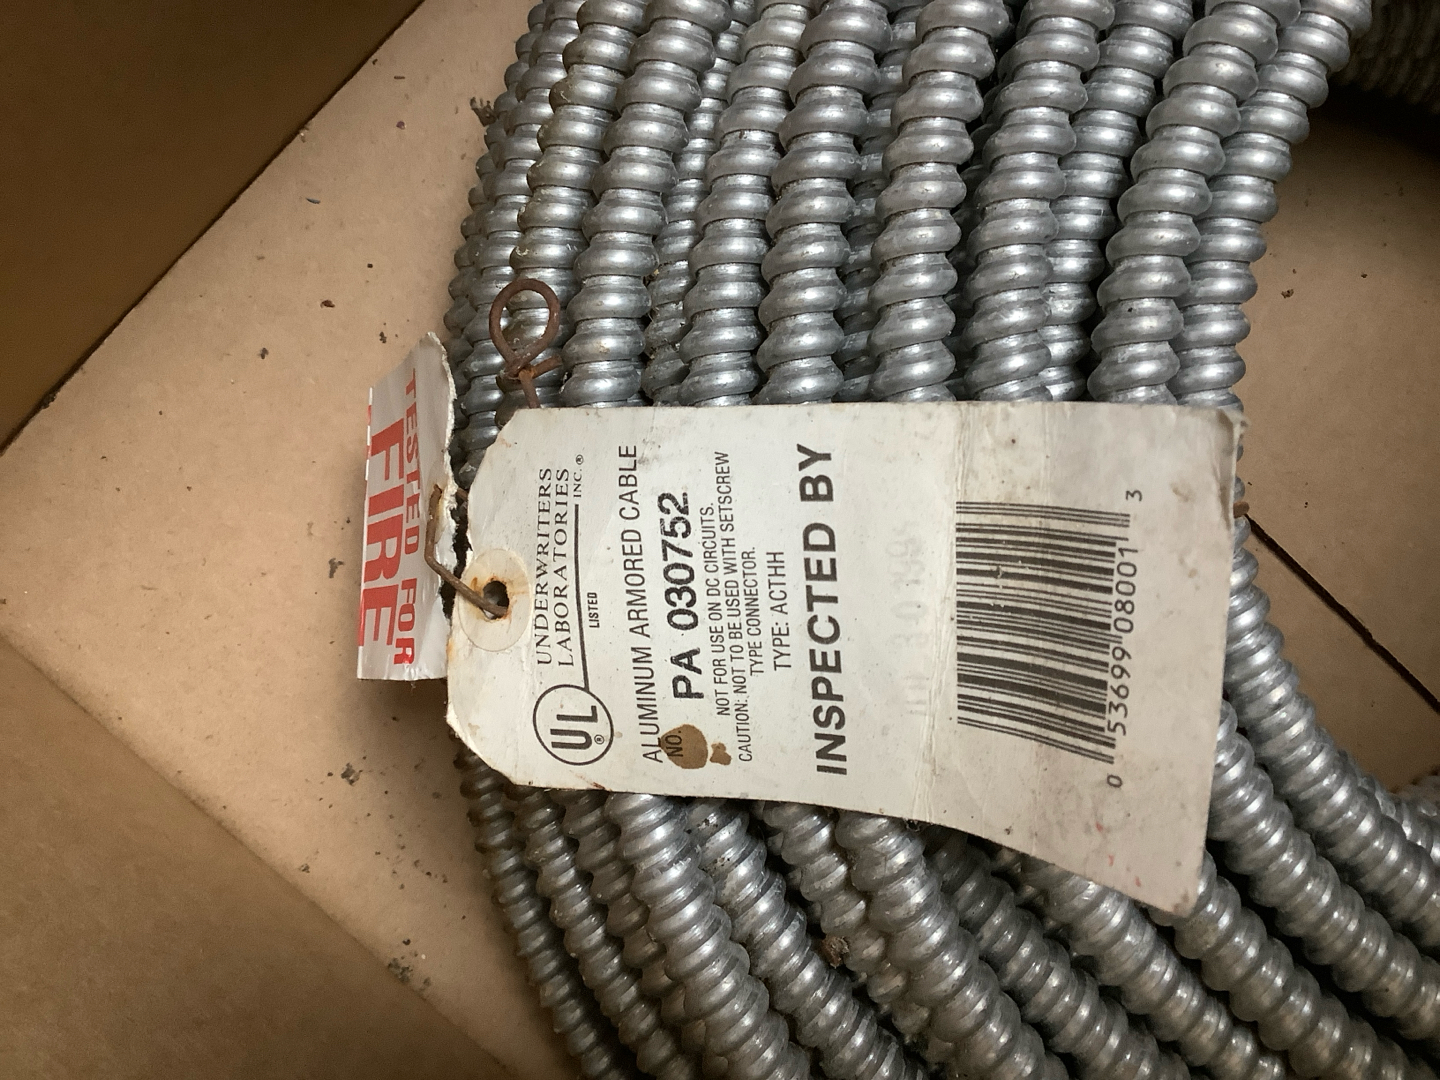 TESTED FOR
FIRE
UNDERWRITERS
LABORATORIES INC.®
UL®
LISTED
ALUMINUM ARMORED CABLE
NO. PA 030752
NOT FOR USE ON DC CIRCUITS.
CAUTION: NOT TO BE USED WITH SETSCREW
TYPE CONNECTOR.
TYPE: ACTHH
INSPECTED BY
0 53699 08001 3